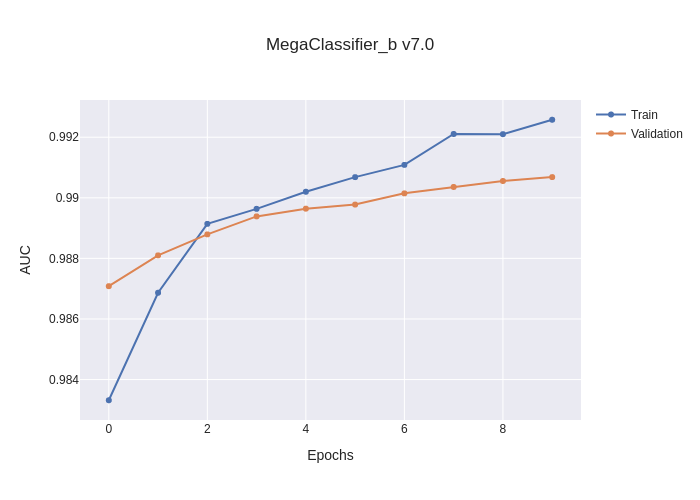 MegaClassifier_b v7.0
Train
Validation
0.992
0.99
0.988
0.986
0.984
AUC
0
2
4
6
8
Epochs